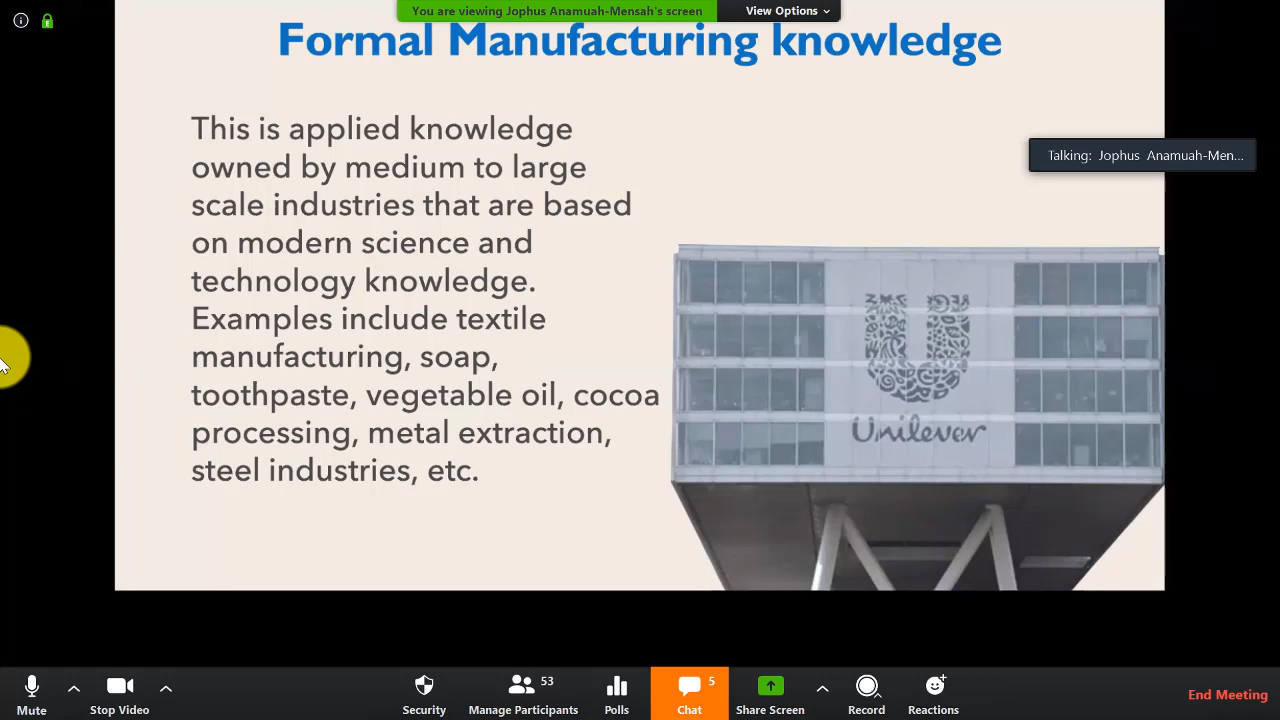 You are viewing Jophus Anamuah-Mensah's screen
View Options
Formal Manufacturing knowledge
This is applied knowledge
owned by medium to large
scale industries that are based
on modern science and
technology knowledge.
Examples include textile
manufacturing, soap,
toothpaste, vegetable oil, cocoa
processing, metal extraction,
steel industries, etc.
Talking: Jophus Anamuah-Men...
Unilever
Mute
Stop Video
Security
53
Manage Participants
Polls
5
Chat
Share Screen
Record
Reactions
End Meeting